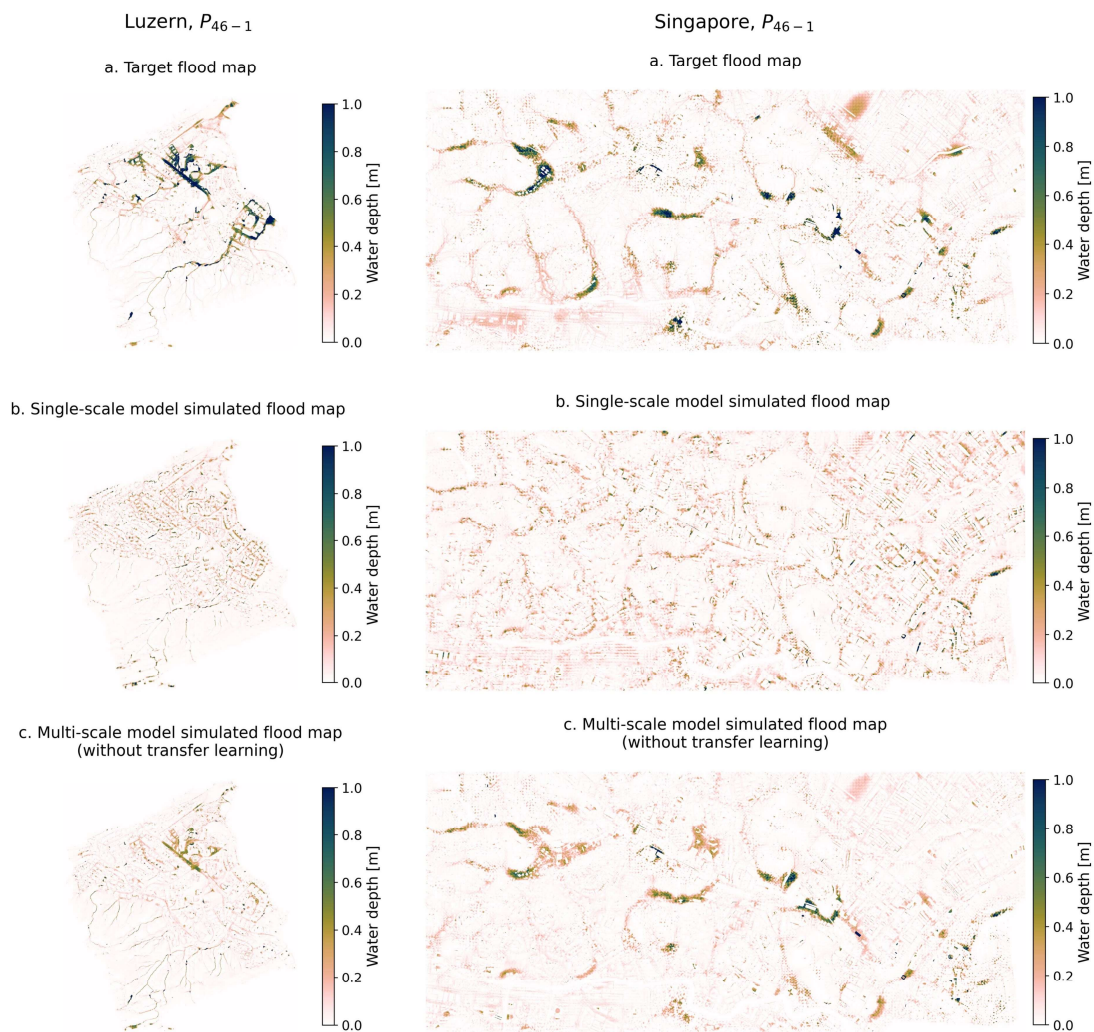 Luzern, P46−1
Singapore, P46−1
a. Target flood map
a. Target flood map
1.0
0.8
0.6
0.4
0.2
0.0
Water depth [m]
1.0
0.8
0.6
0.4
0.2
0.0
Water depth [m]
b. Single-scale model simulated flood map
b. Single-scale model simulated flood map
1.0
0.8
0.6
0.4
0.2
0.0
Water depth [m]
1.0
0.8
0.6
0.4
0.2
0.0
Water depth [m]
c. Multi-scale model simulated flood map
(without transfer learning)
c. Multi-scale model simulated flood map
(without transfer learning)
1.0
0.8
0.6
0.4
0.2
0.0
Water depth [m]
1.0
0.8
0.6
0.4
0.2
0.0
Water depth [m]